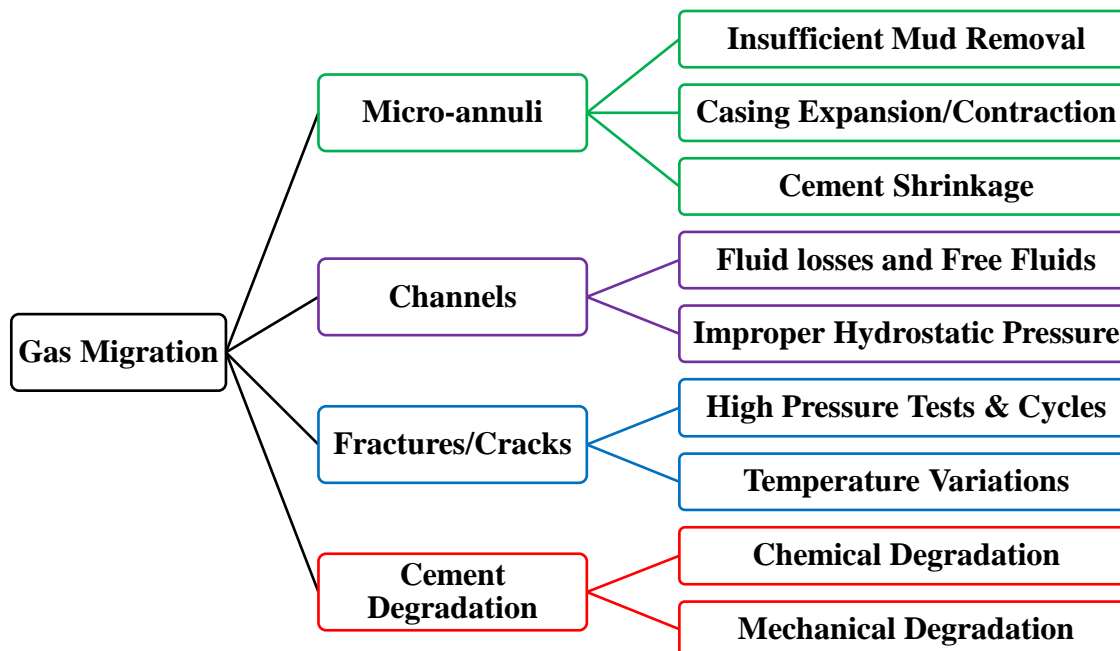 Gas Migration
Micro-annuli
Insufficient Mud Removal
Casing Expansion/Contraction
Cement Shrinkage
Channels
Fluid losses and Free Fluids
Improper Hydrostatic Pressure
Fractures/Cracks
High Pressure Tests & Cycles
Temperature Variations
Cement
Degradation
Chemical Degradation
Mechanical Degradation